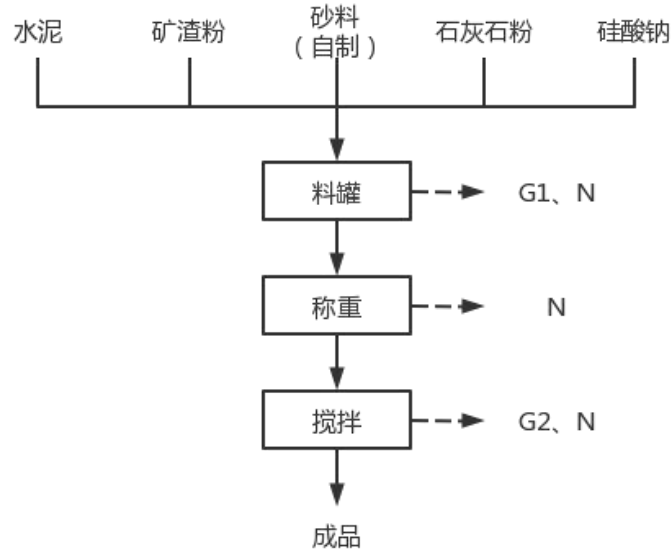 水泥
矿渣粉
砂料
（自制）
石灰石粉
硅酸钠
料罐
G1、N
称重
N
搅拌
G2、N
成品